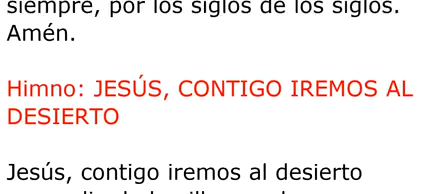 siempre, por los siglos de los siglos.
Amén.
Himno: JESÚS, CONTIGO IREMOS AL
DESIERTO
Jesús, contigo iremos al desierto